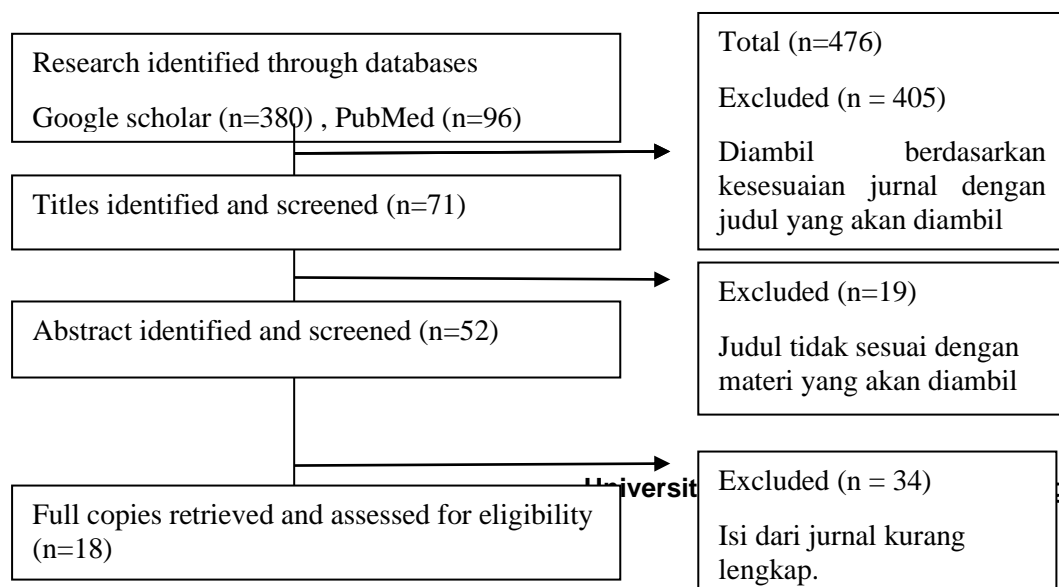 Research identified through databases
Google scholar (n=380) , PubMed (n=96)
Total (n=476)
Excluded (n = 405)
Diambil berdasarkan
kesesuaian jurnal dengan
judul yang akan diambil
Titles identified and screened (n=71)
Excluded (n=19)
Judul tidak sesuai dengan
materi yang akan diambil
Abstract identified and screened (n=52)
Excluded (n = 34)
Isi dari jurnal kurang
lengkap.
Full copies retrieved and assessed for eligibility
(n=18)